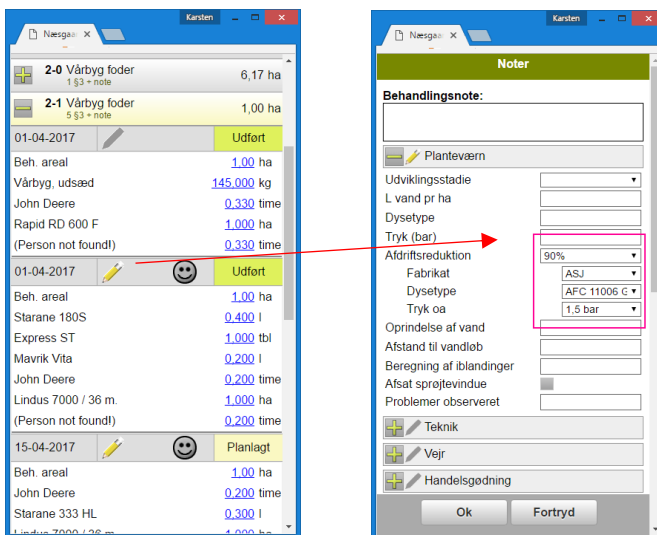 Karsten
Næsgaa
2-0 Vårbyg foder 6,17 ha
1 §3 + note
2-1 Vårbyg foder 1,00 ha
5 §3 + note
01-04-2017 Udført
Beh. areal 1,00 ha
Vårbyg, udsæd 145,000 kg
John Deere 0,330 time
Rapid RD 600 F 1,000 ha
(Person not found!) 0,330 time
01-04-2017 Udført
Beh. areal 1,00 ha
Starane 180S 0,400 l
Express ST 1,000 tbl
Mavrik Vita 0,200 l
John Deere 0,200 time
Lindus 7000 / 36 m. 1,000 ha
(Person not found!) 0,200 time
15-04-2017 Planlagt
Beh. areal 1,00 ha
John Deere 0,200 time
Starane 333 HL 0,300 l
Lindus 7000 / 36 m. 1,000 ha
Karsten
Næsgaa
Noter
Behandlingsnote:
Planteværn
Udviklingsstadie
L vand pr ha
Dysetype
Tryk (bar)
Afdriftsreduktion 90%
Fabrikat ASJ
Dysetype AFC 11006 G
Tryk oa 1,5 bar
Oprindelse af vand
Afstand til vandløb
Beregning af iblandinger
Afsat sprøjtevindue
Problemer observeret
Teknik
Vejr
Handelsgødning
Ok Fortryd